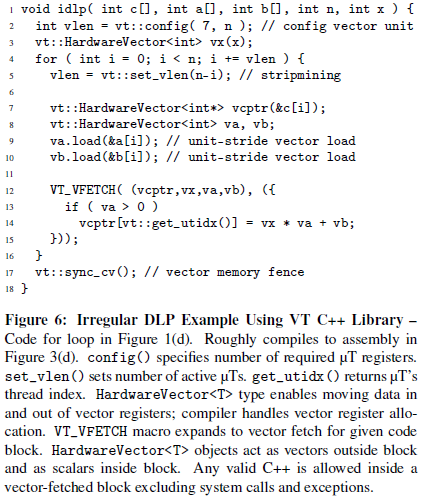 1 void idlp( int c[], int a[], int b[], int n, int x ) {
2 int vlen = vt::config( 7, n ); // config vector unit
3 vt::HardwareVector<int> vx(x);
4 for ( int i = 0; i < n; i += vlen ) {
5 vlen = vt::set_vlen(n-i); // stripmining
6
7 vt::HardwareVector<int*> vcptr(&c[i]);
8 vt::HardwareVector<int> va, vb;
9 va.load(&a[i]); // unit-stride vector load
10 vb.load(&b[i]); // unit-stride vector load
11
12 VT_VFETCH( (vcptr,vx,va,vb), ({
13 if ( va > 0 )
14 vcptr[vt::get_utidx()] = vx * va + vb;
15 }));
16 }
17 vt::sync_cv(); // vector memory fence
18 }
Figure 6: Irregular DLP Example Using VT C++ Library –
Code for loop in Figure 1(d). Roughly compiles to assembly in
Figure 3(d). config() specifies number of required μT registers.
set_vlen() sets number of active μTs. get_utidx() returns μT's
thread index. HardwareVector<T> type enables moving data in
and out of vector registers; compiler handles vector register allo-
cation. VT_VFETCH macro expands to vector fetch for given code
block. HardwareVector<T> objects act as vectors outside block
and as scalars inside block. Any valid C++ is allowed inside a
vector-fetched block excluding system calls and exceptions.